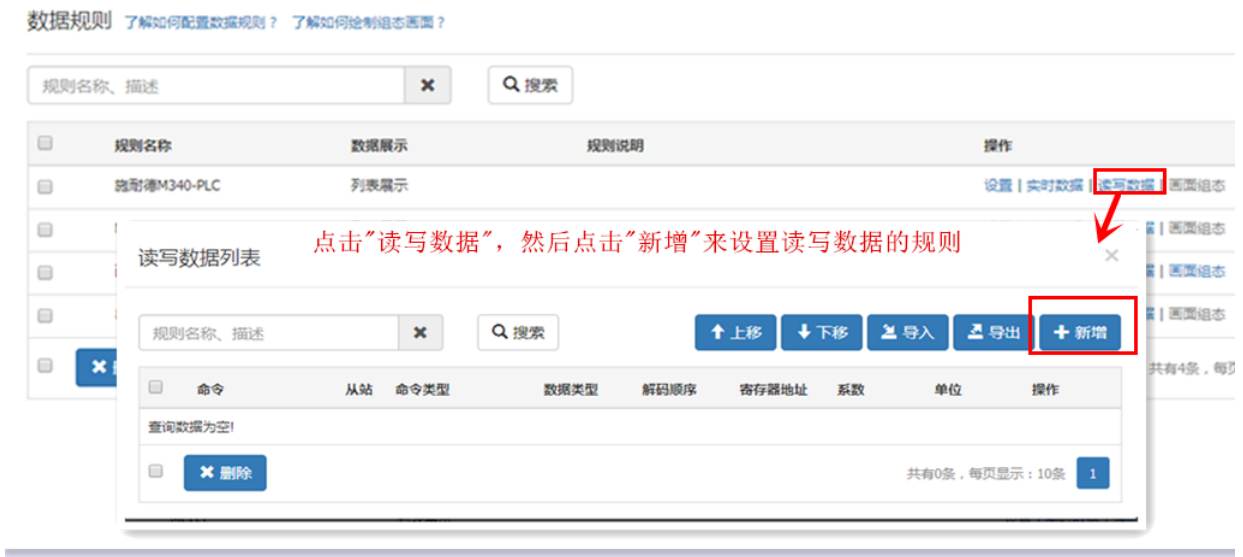 数据规则 了解如何配置数据规则？ 了解如何绘制组态画面？
规则名称、描述 搜索
规则名称 数据展示 规则说明 操作
施耐德M340-PLC 列表展示 设置 | 实时数据 | 读写数据 | 画面组态
| 画面组态
点击"读写数据"，然后点击"新增"来设置读写数据的规则
读写数据列表 ×
| 画面组态
规则名称、描述 搜索 上移 下移 导入 导出 新增
| 画面组态
共有4条，每页
命令 从站 命令类型 数据类型 解码顺序 寄存器地址 系数 单位 操作
查询数据为空!
删除 共有0条，每页显示：10条 1